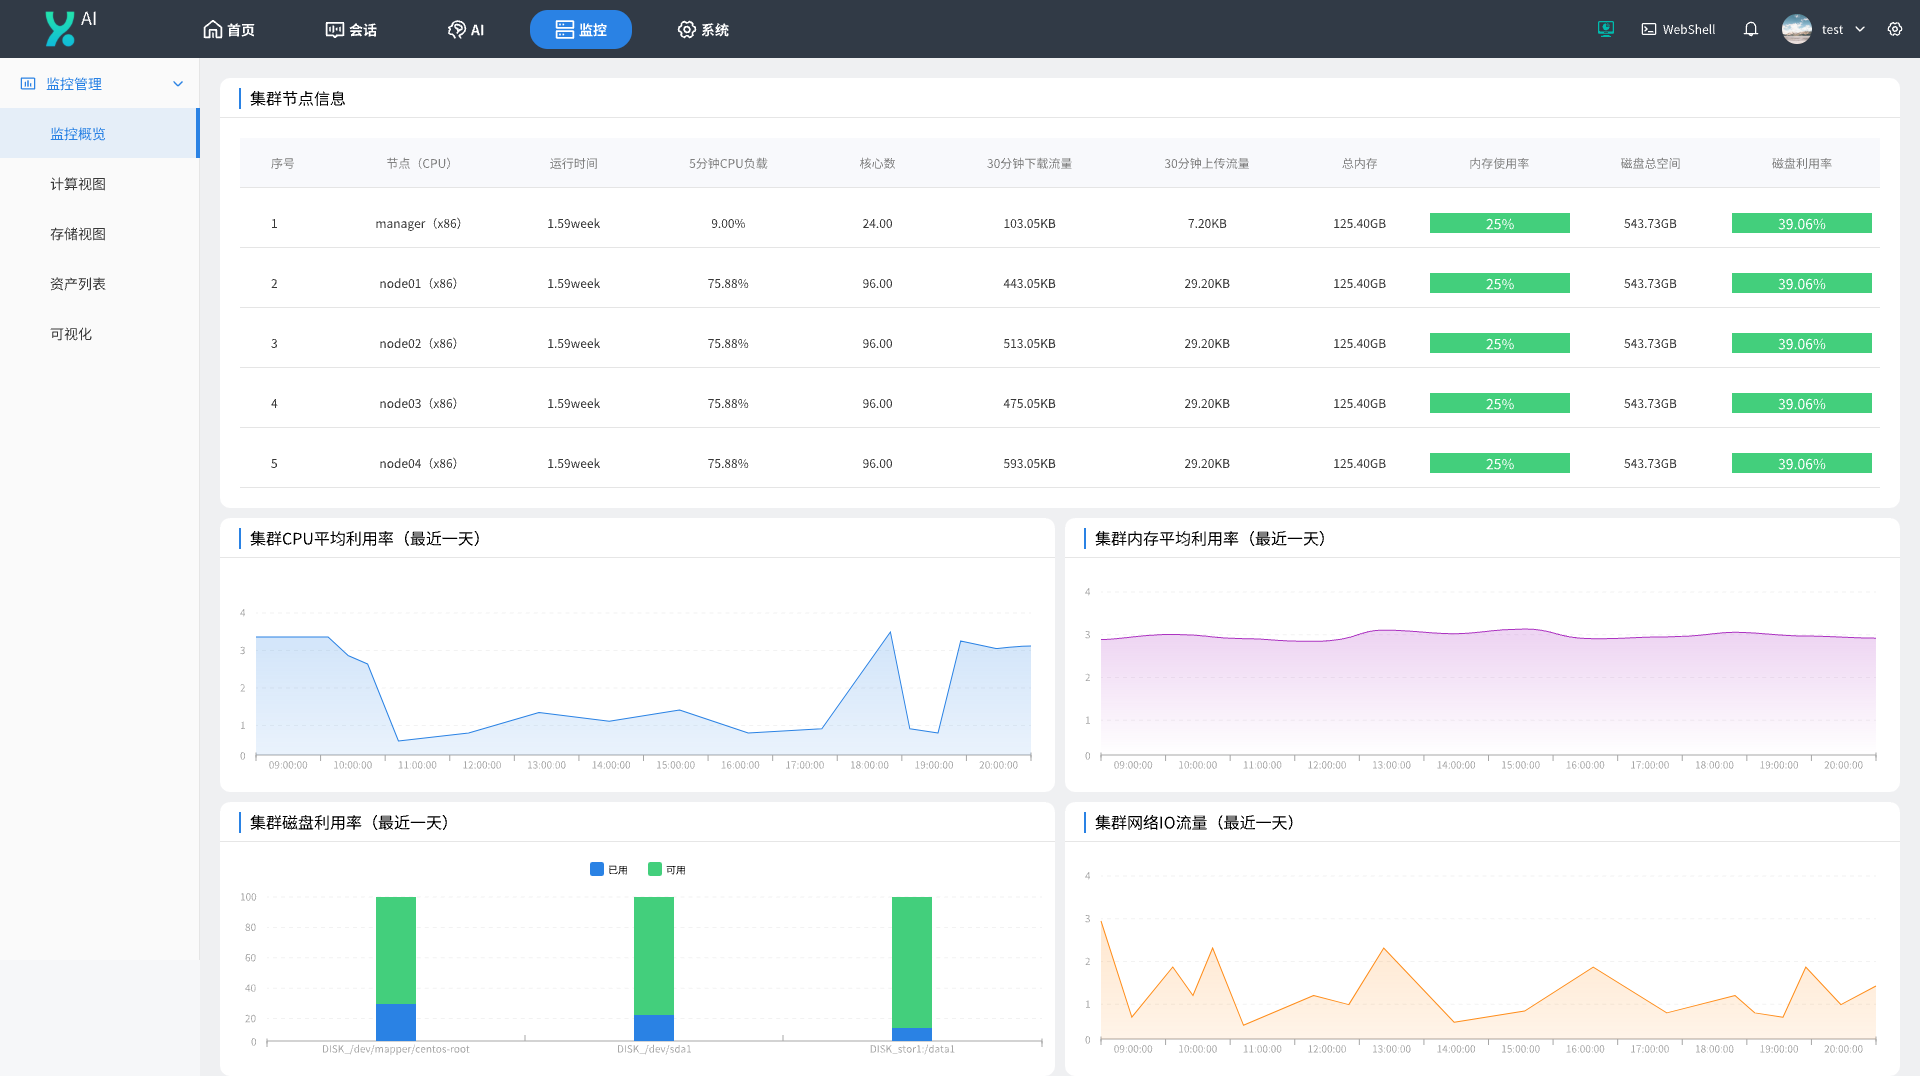 AI
首页
会话
AI
监控
系统
WebShell
test
监控管理
监控概览
计算视图
存储视图
资产列表
可视化
集群节点信息
序号 节点（CPU） 运行时间 5分钟CPU负载 核心数 30分钟下载流量 30分钟上传流量 总内存 内存使用率 磁盘总空间 磁盘利用率
1 manager（x86） 1.59week 9.00% 24.00 103.05KB 7.20KB 125.40GB 25% 543.73GB 39.06%
2 node01（x86） 1.59week 75.88% 96.00 443.05KB 29.20KB 125.40GB 25% 543.73GB 39.06%
3 node02（x86） 1.59week 75.88% 96.00 513.05KB 29.20KB 125.40GB 25% 543.73GB 39.06%
4 node03（x86） 1.59week 75.88% 96.00 475.05KB 29.20KB 125.40GB 25% 543.73GB 39.06%
5 node04（x86） 1.59week 75.88% 96.00 593.05KB 29.20KB 125.40GB 25% 543.73GB 39.06%
集群CPU平均利用率（最近一天）
4
3
2
1
0
09:00:00 10:00:00 11:00:00 12:00:00 13:00:00 14:00:00 15:00:00 16:00:00 17:00:00 18:00:00 19:00:00 20:00:00
集群内存平均利用率（最近一天）
4
3
2
1
0
09:00:00 10:00:00 11:00:00 12:00:00 13:00:00 14:00:00 15:00:00 16:00:00 17:00:00 18:00:00 19:00:00 20:00:00
集群磁盘利用率（最近一天）
已用 可用
100
80
60
40
20
0
DISK_/dev/mapper/centos-root DISK_/dev/sda1 DISK_stor1:/data1
集群网络IO流量（最近一天）
4
3
2
1
0
09:00:00 10:00:00 11:00:00 12:00:00 13:00:00 14:00:00 15:00:00 16:00:00 17:00:00 18:00:00 19:00:00 20:00:00